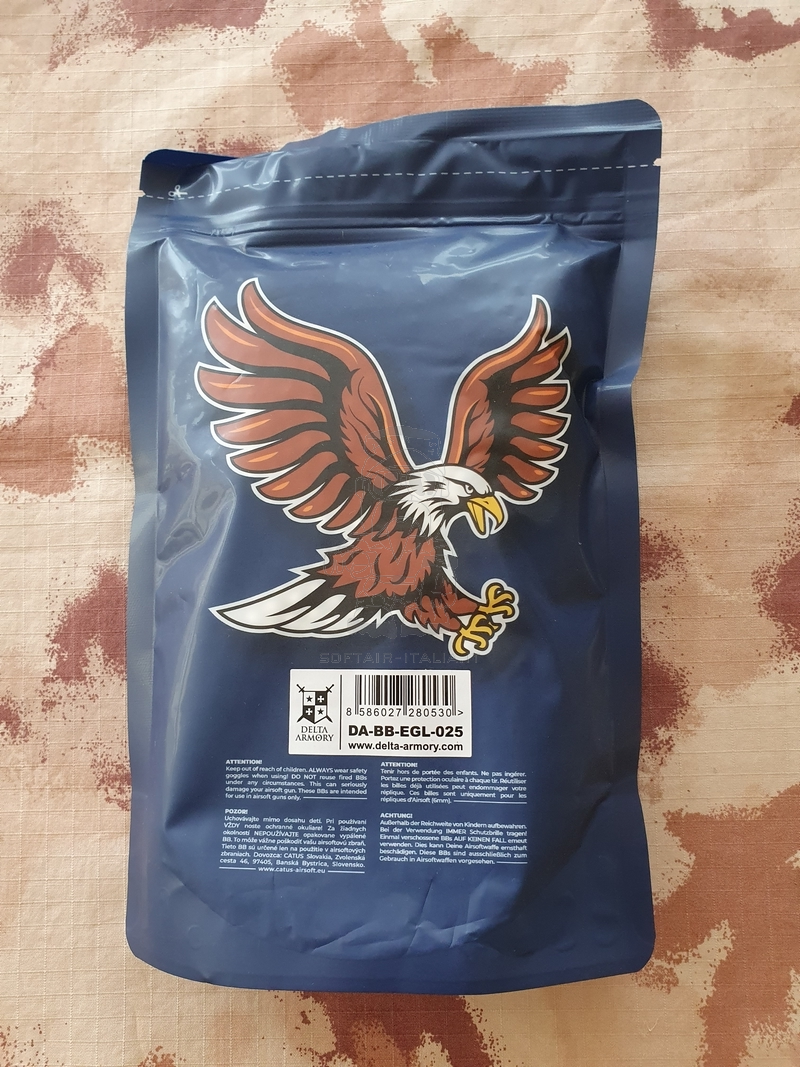 SOFTAIR-ITALIA
DELTA
ARMORY
8 586027 280530 >
DA-BB-EGL-025
www.delta-armory.com
ATTENTION!
Keep out of reach of children. ALWAYS wear safety
goggles when using! DO NOT reuse fired BBs
under any circumstances. This can seriously
damage your airsoft gun. These BBs are intended
for use in airsoft guns only.
ATTENTION!
Tenir hors de portée des enfants. Ne pas ingérer.
Portez une protection oculaire à chaque tir. Réutiliser
les billes déjà utilisées peut endommager votre
réplique. Ces billes sont uniquement pour les
répliques d'Airsoft (6mm).
POZOR!
Uchovávajte mimo dosahu detí. Pri používaní
VŽDY noste ochranné okuliare! Za žiadnych
okolností NEPOUŽÍVAJTE opakovane vypálené
BB. To môže vážne poškodiť vašu airsoftovú zbraň.
Tieto BB sú určené len na použitie v airsoftových
zbraniach. Dovozca: CATUS Slovakia, Zvolenská
cesta 46, 97405, Banská Bystrica, Slovensko.
www.catus-airsoft.eu
ACHTUNG!
Außerhalb der Reichweite von Kindern aufbewahren.
Bei der Verwendung IMMER Schutzbrille tragen!
Einmal verschossene BBs AUF KEINEN FALL erneut
verwenden. Dies kann Deine Airsoftwaffe ernsthaft
beschädigen. Diese BBs sind ausschließlich zum
Gebrauch in Airsoftwaffen vorgesehen.